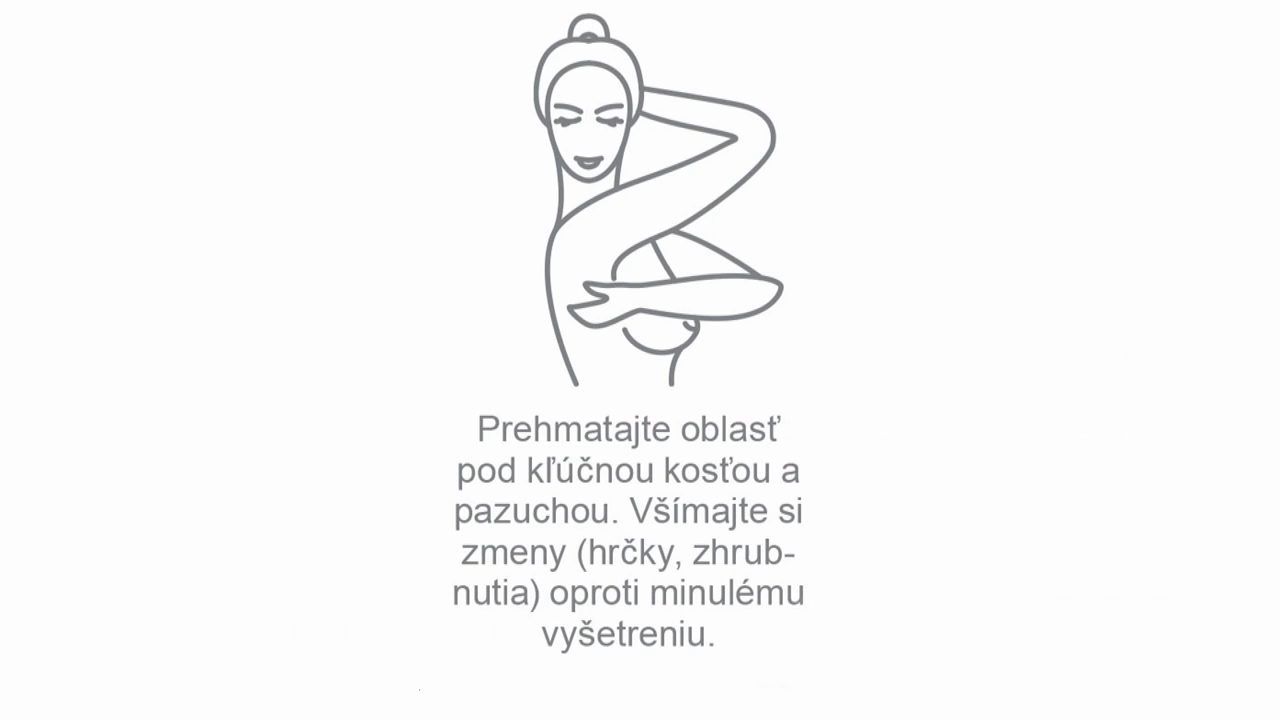 Prehmatajte oblasť
pod kľúčnou kosťou a
pazuchou. Všímajte si
zmeny (hrčky, zhrub-
nutia) oproti minulému
vyšetreniu.